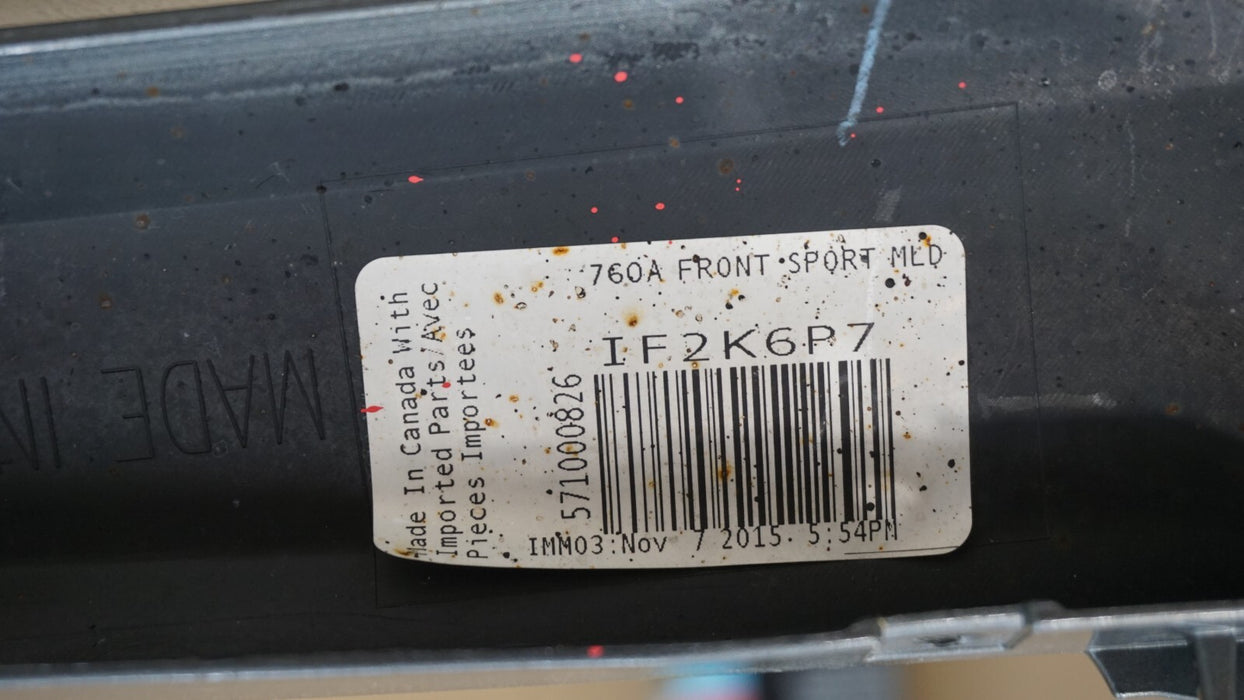 760A FRONT SPORT MLD
IF2K6P7
571000826
IMM03:Nov 7 2015 5:54PM
Made In Canada With
Imported Parts/Avec
Pieces Importees
MADE IN